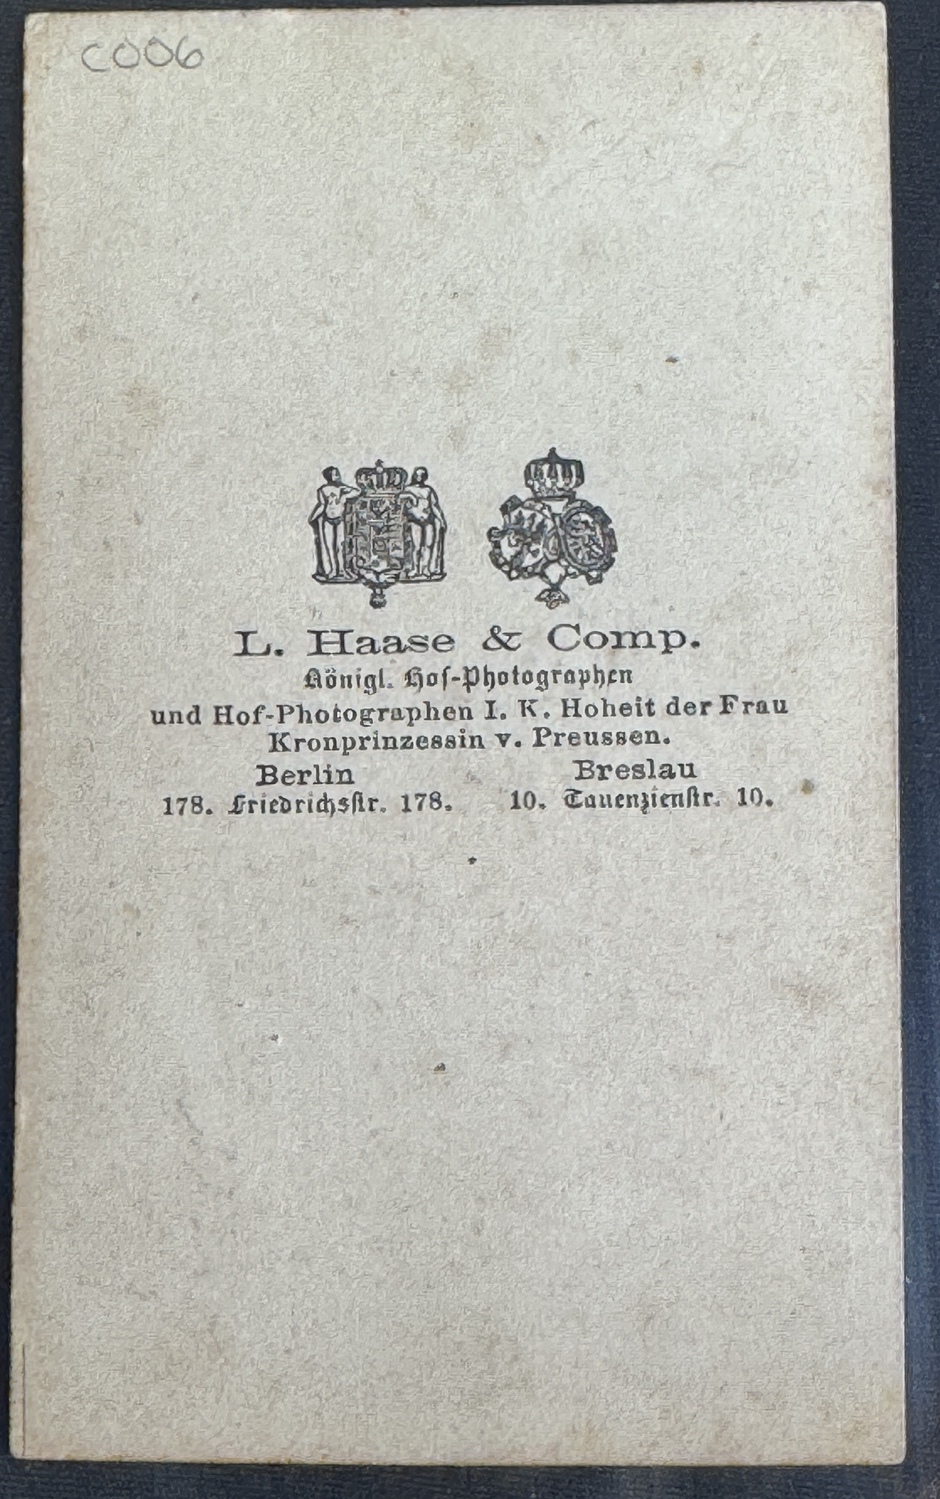 C006
L. Haase & Comp.
Königl. Hof-Photographen
und Hof-Photographen I. K. Hoheit der Frau
Kronprinzessin v. Preussen.
Berlin Breslau
178. Friedrichsstr. 178. 10. Tauenzienstr. 10.